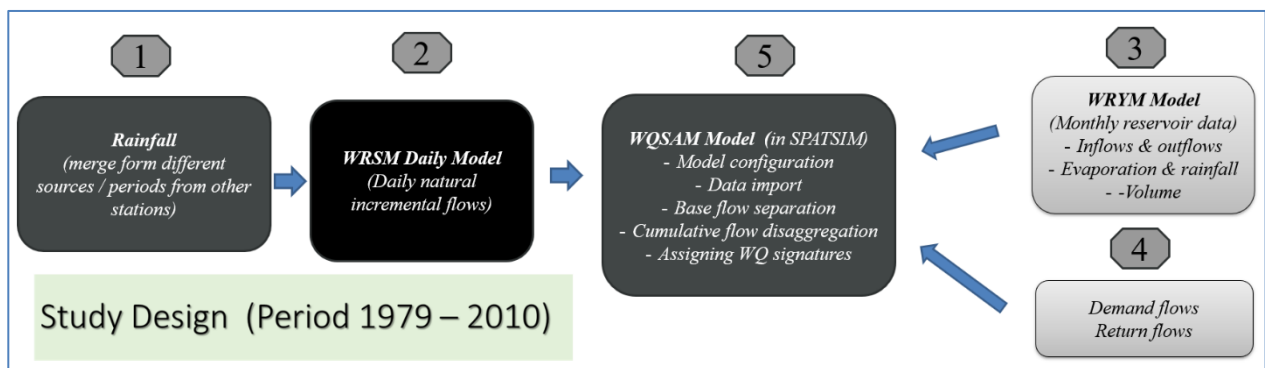 1
Rainfall
(merge form different
sources / periods from other
stations)
2
WRSM Daily Model
(Daily natural
incremental flows)
5
WQSAM Model  (in SPATSIM)
- Model configuration
- Data import
- Base flow separation
- Cumulative flow disaggregation
- Assigning WQ signatures
3
WRYM Model
(Monthly reservoir data)
- Inflows & outflows
- Evaporation & rainfall
- -Volume
4
Demand flows
Return flows
Study Design  (Period 1979 – 2010)